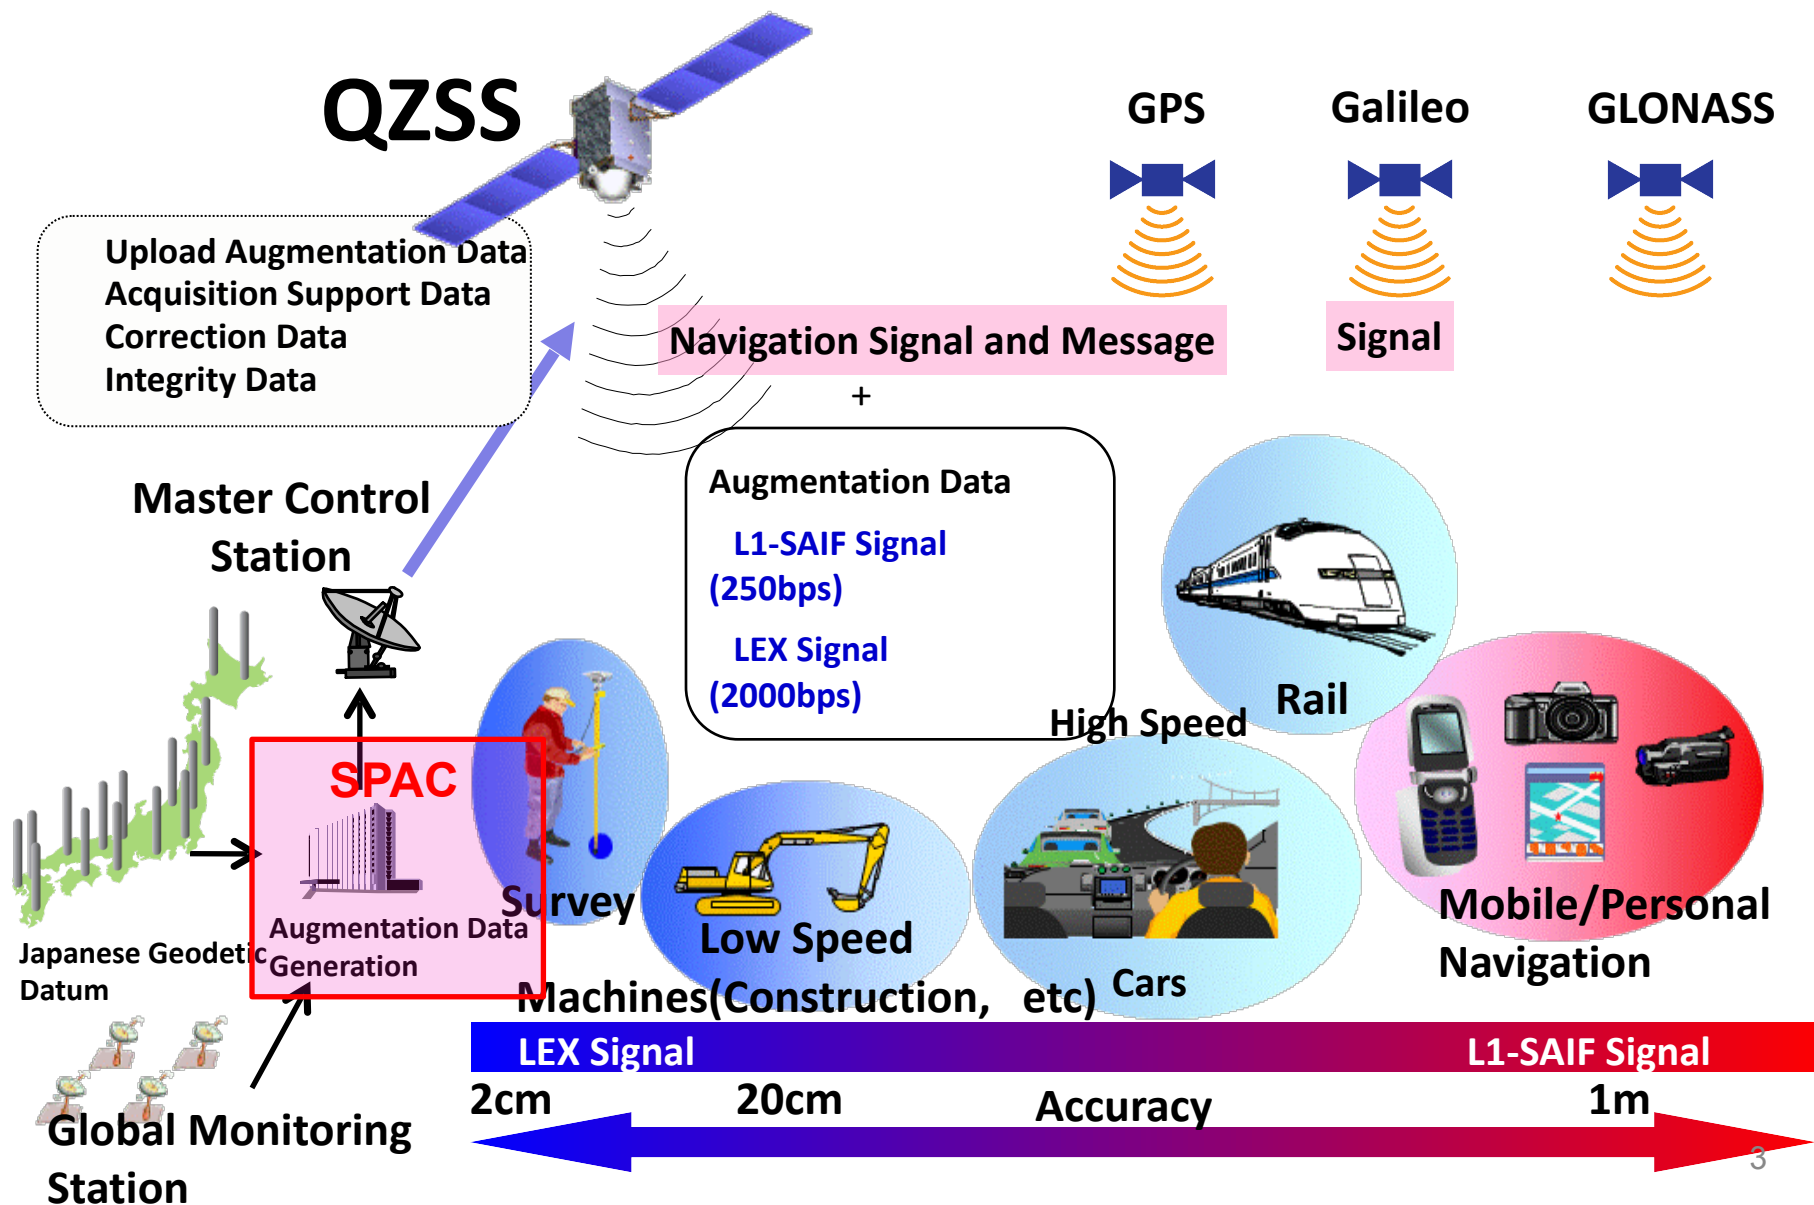 QZSS
GPS
Galileo
GLONASS
Upload Augmentation Data
Acquisition Support Data
Correction Data
Integrity Data
Navigation Signal and Message
Signal
+
Augmentation Data
L1-SAIF Signal
(250bps)
LEX Signal
(2000bps)
Master Control
Station
SPAC
Augmentation Data
Generation
Japanese Geodetic
Datum
Global Monitoring
Station
Survey
Low Speed
Machines(Construction, etc)
High Speed
Cars
Rail
Mobile/Personal
Navigation
LEX Signal
L1-SAIF Signal
2cm
20cm
Accuracy
1m
3